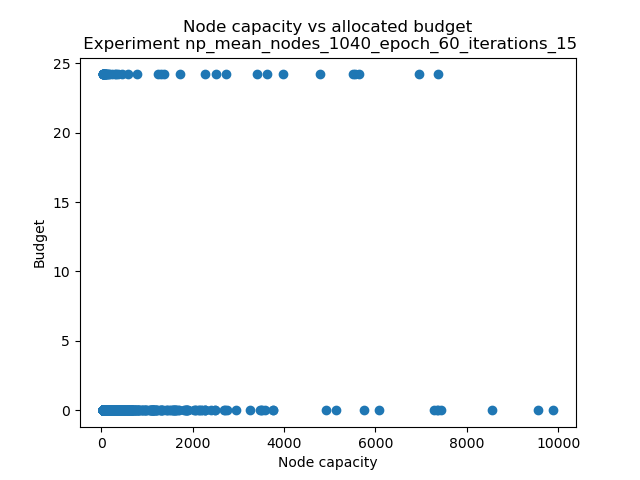 Node capacity vs allocated budget
Experiment np_mean_nodes_1040_epoch_60_iterations_15
25
20
15
10
5
0
Budget
0 2000 4000 6000 8000 10000
Node capacity